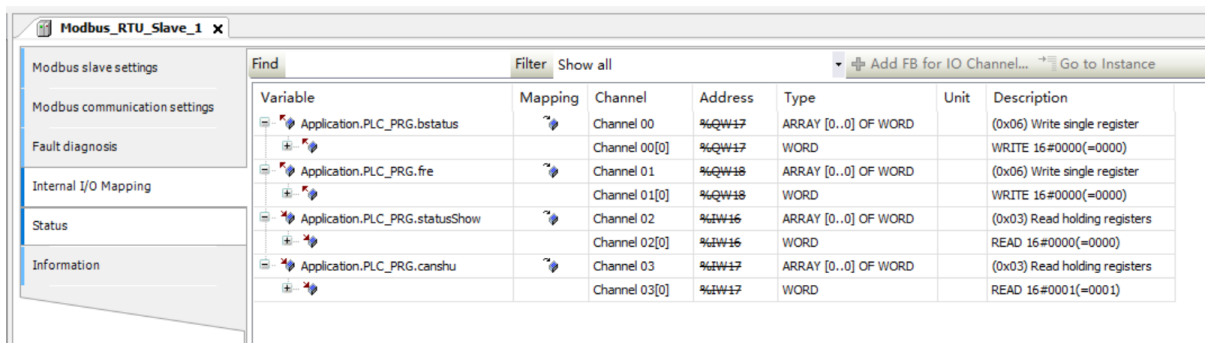 Modbus_RTU_Slave_1 x
Modbus slave settings
Modbus communication settings
Fault diagnosis
Internal I/O Mapping
Status
Information
Find Filter Show all Add FB for IO Channel... Go to Instance
Variable Mapping Channel Address Type Unit Description
Application.PLC_PRG.bstatus Channel 00 %QW17 ARRAY [0..0] OF WORD (0x06) Write single register
Channel 00[0] %QW17 WORD WRITE 16#0000(=0000)
Application.PLC_PRG.fre Channel 01 %QW18 ARRAY [0..0] OF WORD (0x06) Write single register
Channel 01[0] %QW18 WORD WRITE 16#0000(=0000)
Application.PLC_PRG.statusShow Channel 02 %IW16 ARRAY [0..0] OF WORD (0x03) Read holding registers
Channel 02[0] %IW16 WORD READ 16#0000(=0000)
Application.PLC_PRG.canshu Channel 03 %IW17 ARRAY [0..0] OF WORD (0x03) Read holding registers
Channel 03[0] %IW17 WORD READ 16#0001(=0001)